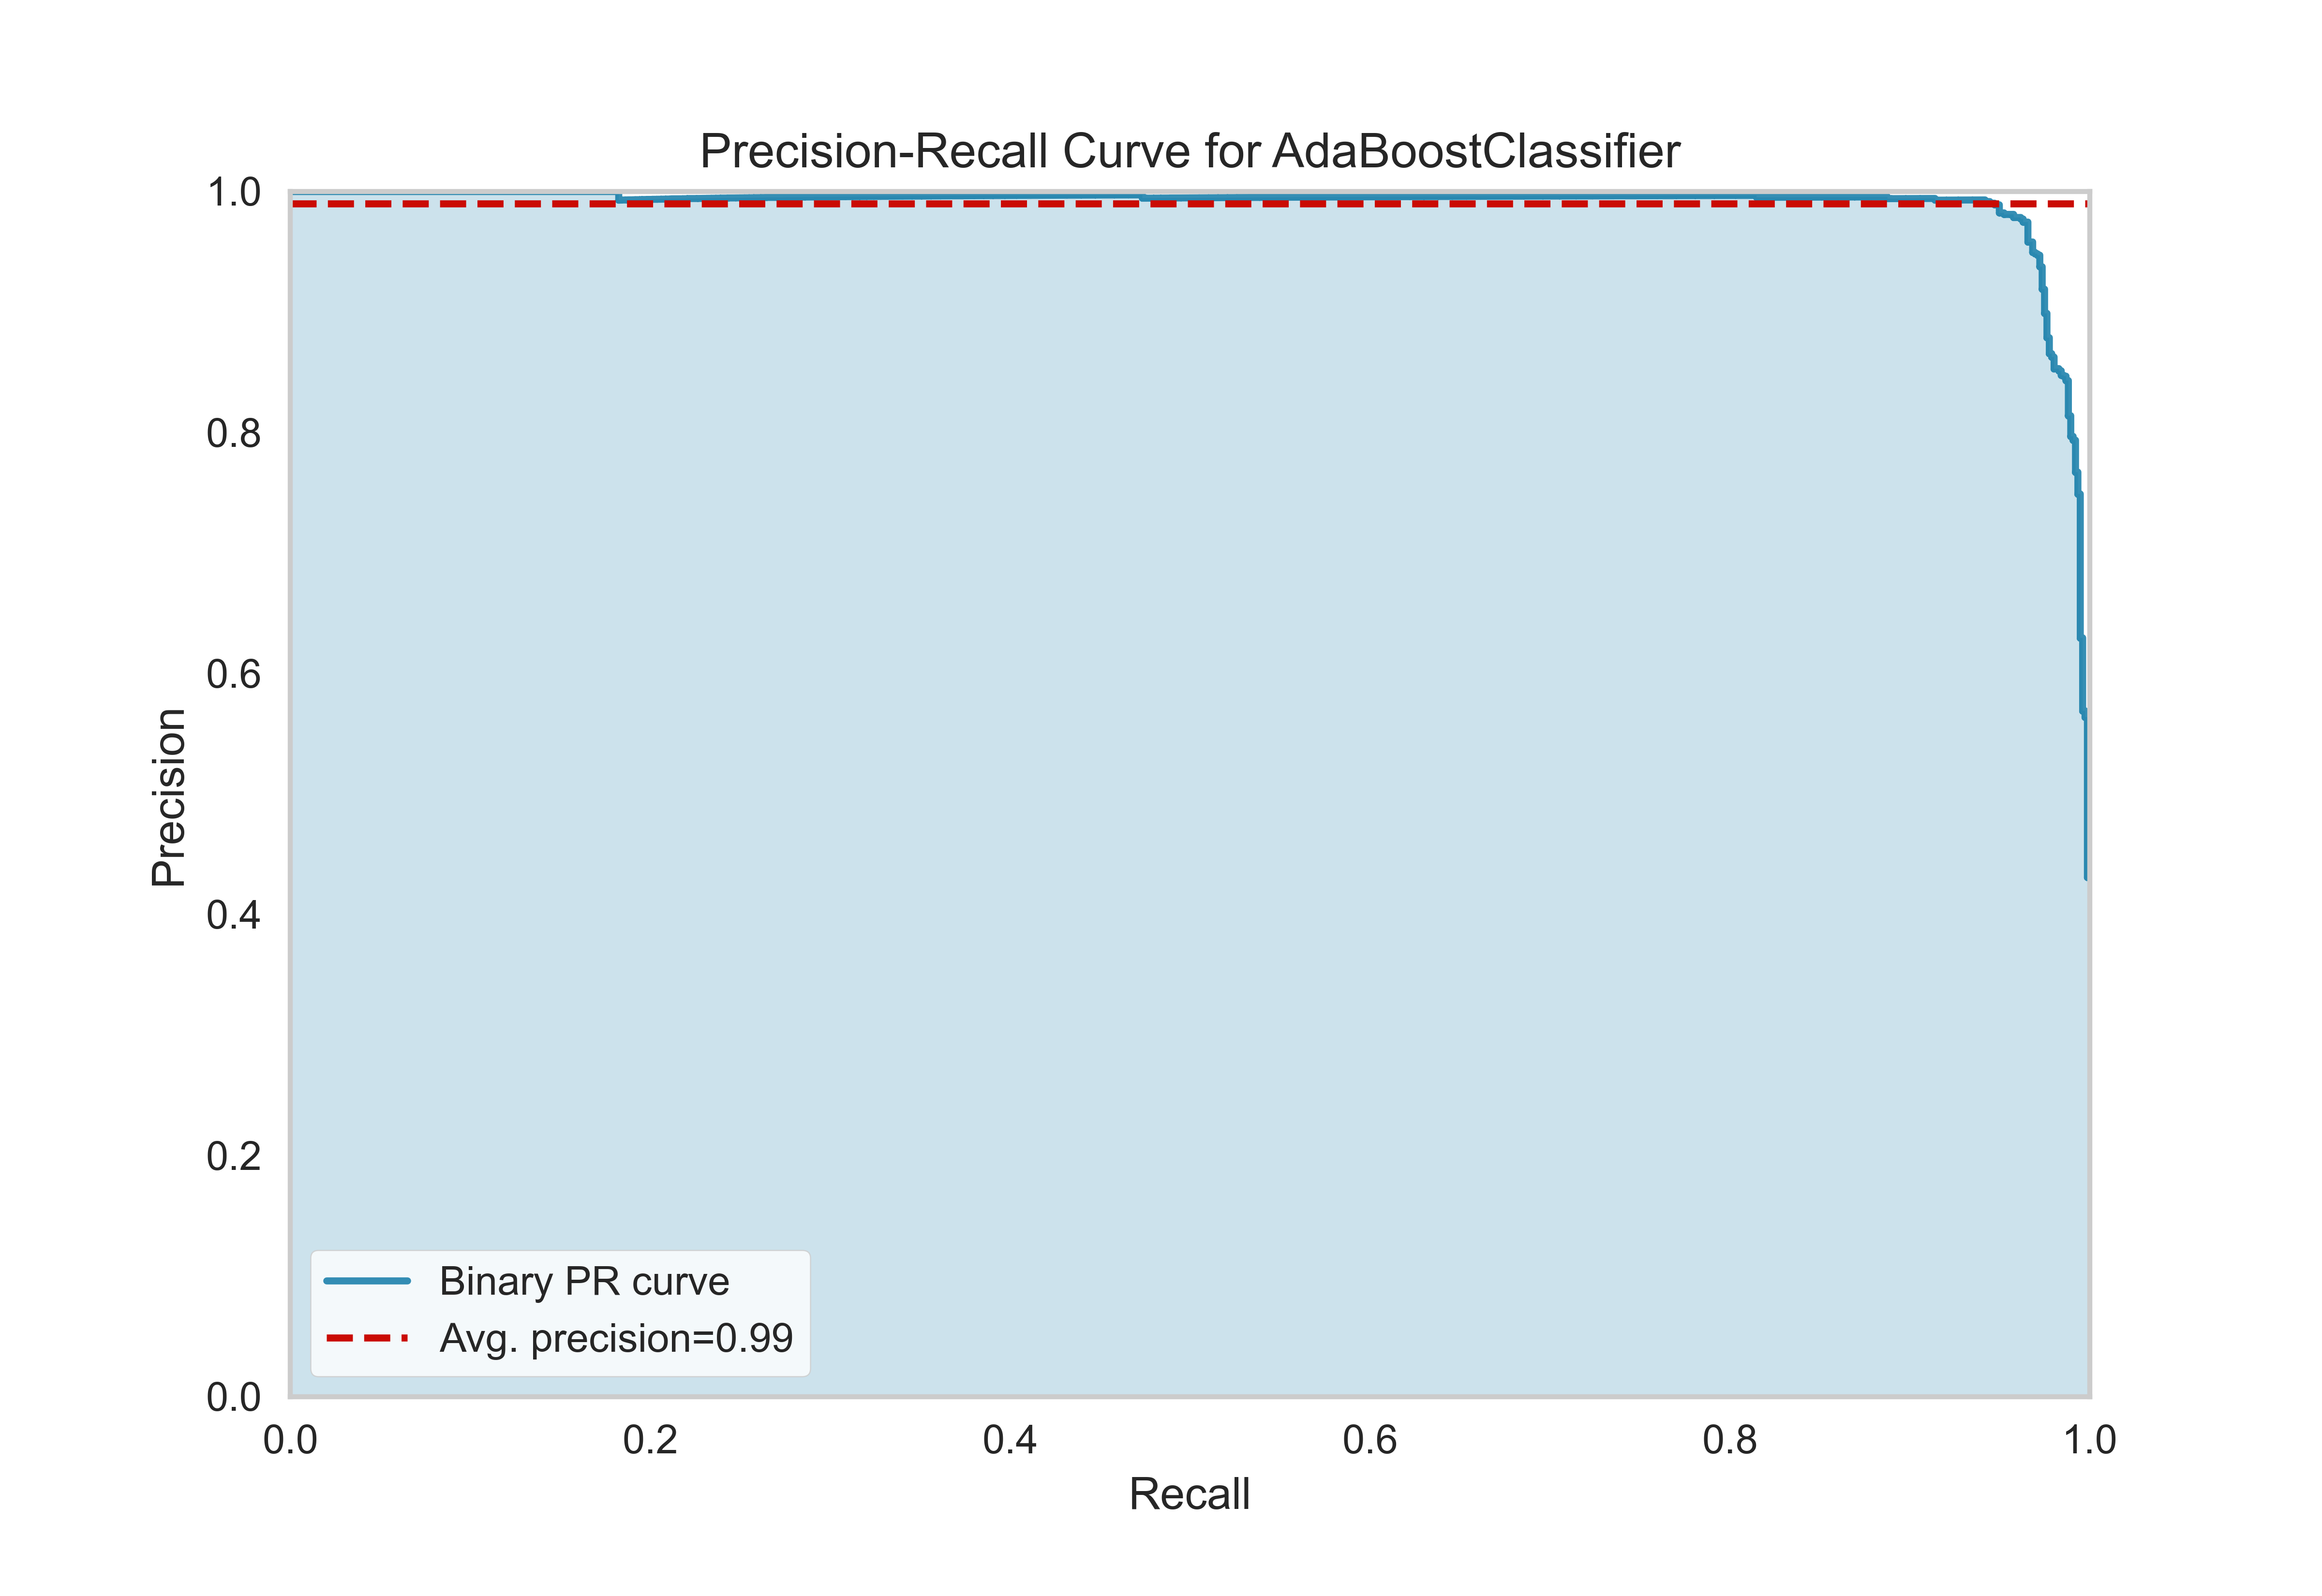 Precision-Recall Curve for AdaBoostClassifier
1.0
0.8
0.6
0.4
0.2
0.0
Precision
Binary PR curve
Avg. precision=0.99
0.0 0.2 0.4 0.6 0.8 1.0
Recall